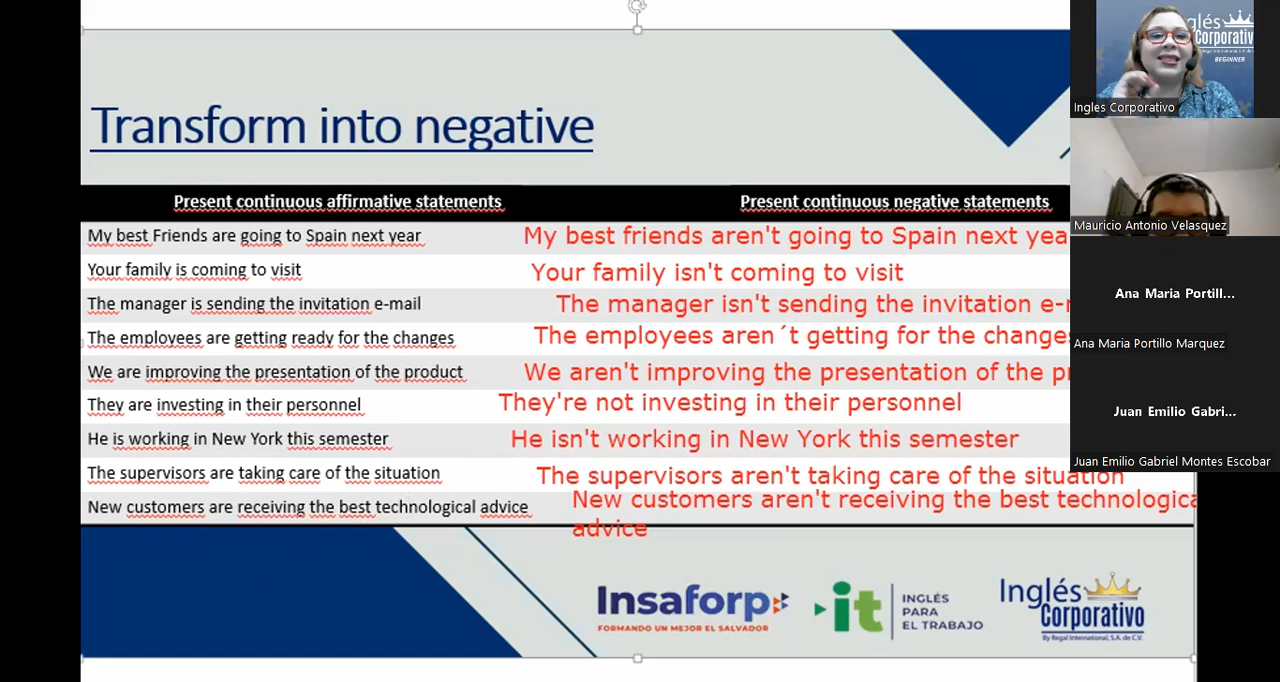 Transform into negative
Present continuous affirmative statements
Present continuous negative statements
My best Friends are going to Spain next year
My best friends aren't going to Spain next yea
Your family is coming to visit
Your family isn't coming to visit
The manager is sending the invitation e-mail
The manager isn't sending the invitation e-
The employees are getting ready for the changes
The employees aren´t getting for the changes
We are improving the presentation of the product
We aren't improving the presentation of the p
They are investing in their personnel
They're not investing in their personnel
He is working in New York this semester
He isn't working in New York this semester
The supervisors are taking care of the situation
The supervisors aren't taking care of the situation
New customers are receiving the best technological advice
New customers aren't receiving the best technologica
advice
Insaforp
FORMANDO UN MEJOR EL SALVADOR
it
INGLÉS
PARA
EL TRABAJO
Inglés
Corporativo
By Regal International, S.A. de C.V.
glés
Corporativ
BEGINNER
Ingles Corporativo
Mauricio Antonio Velasquez
Ana Maria Portill...
Ana Maria Portillo Marquez
Juan Emilio Gabri...
Juan Emilio Gabriel Montes Escobar